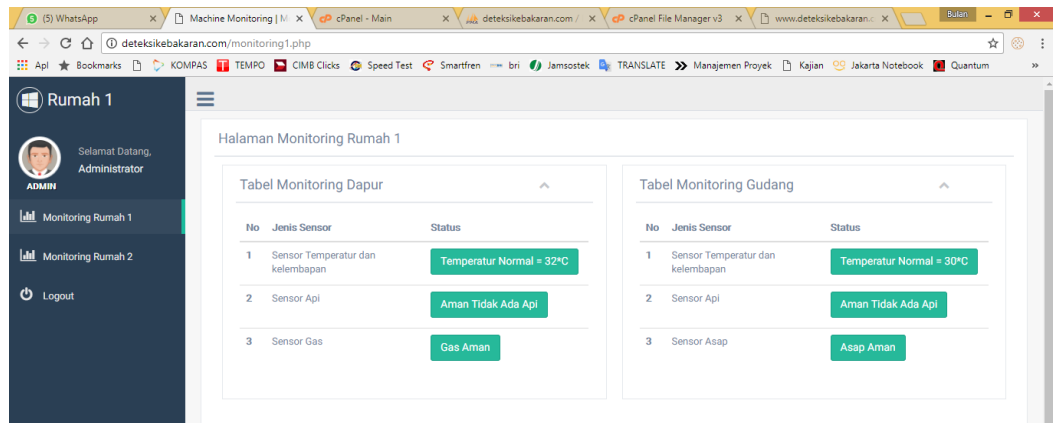 (5) WhatsApp
Machine Monitoring | M
cPanel - Main
deteksikebakaran.com /
cPanel File Manager v3
www.deteksikebakaran.c
Bulan
deteksikebakaran.com/monitoring1.php
Apl Bookmarks KOMPAS TEMPO CIMB Clicks Speed Test Smartfren bri Jamsostek TRANSLATE Manajemen Proyek Kajian Jakarta Notebook Quantum »
Rumah 1
Selamat Datang,
Administrator
ADMIN
Monitoring Rumah 1
Monitoring Rumah 2
Logout
Halaman Monitoring Rumah 1
Tabel Monitoring Dapur
No Jenis Sensor Status
1 Sensor Temperatur dan
kelembapan
Temperatur Normal = 32*C
2 Sensor Api Aman Tidak Ada Api
3 Sensor Gas Gas Aman
Tabel Monitoring Gudang
No Jenis Sensor Status
1 Sensor Temperatur dan
kelembapan
Temperatur Normal = 30*C
2 Sensor Api Aman Tidak Ada Api
3 Sensor Asap Asap Aman